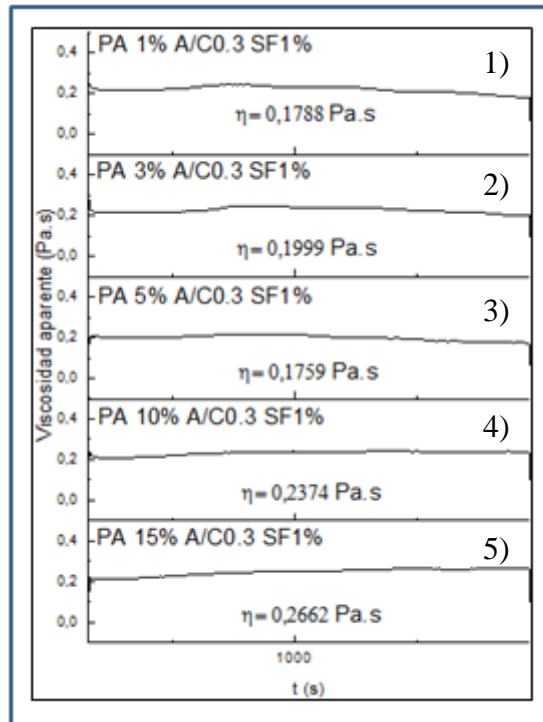 PA 1% A/C0.3 SF1%
1)
0,4
0,2
η= 0,1788 Pa.s
0,0
PA 3% A/C0.3 SF1%
2)
0,4
0,2
0,0
η= 0,1999 Pa.s
PA 5% A/C0.3 SF1%
3)
0,4
0,2
0,0
η= 0,1759 Pa.s
PA 10% A/C0.3 SF1%
4)
0,4
0,2
0,0
η= 0,2374 Pa.s
PA 15% A/C0.3 SF1%
5)
0,4
0,2
0,0
η= 0,2662 Pa.s
Viscosidad aparente (Pa.s)
1000
t (s)